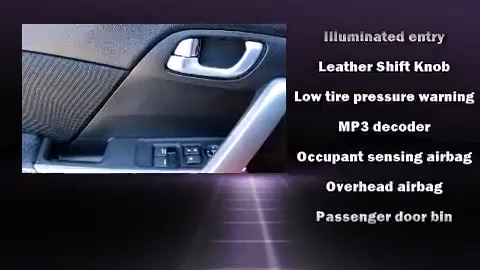 Illuminated entry
Leather Shift Knob
Low tire pressure warning
MP3 decoder
Occupant sensing airbag
Overhead airbag
Passenger door bin